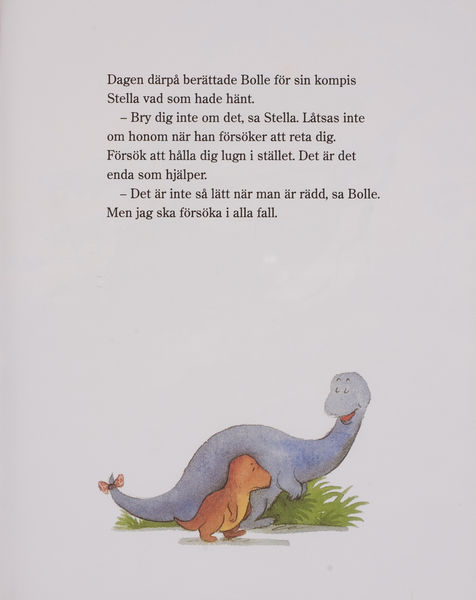 Dagen därpå berättade Bolle för sin kompis
Stella vad som hade hänt.
– Bry dig inte om det, sa Stella. Låtsas inte
om honom när han försöker att reta dig.
Försök att hålla dig lugn i stället. Det är det
enda som hjälper.
– Det är inte så lätt när man är rädd, sa Bolle.
Men jag ska försöka i alla fall.